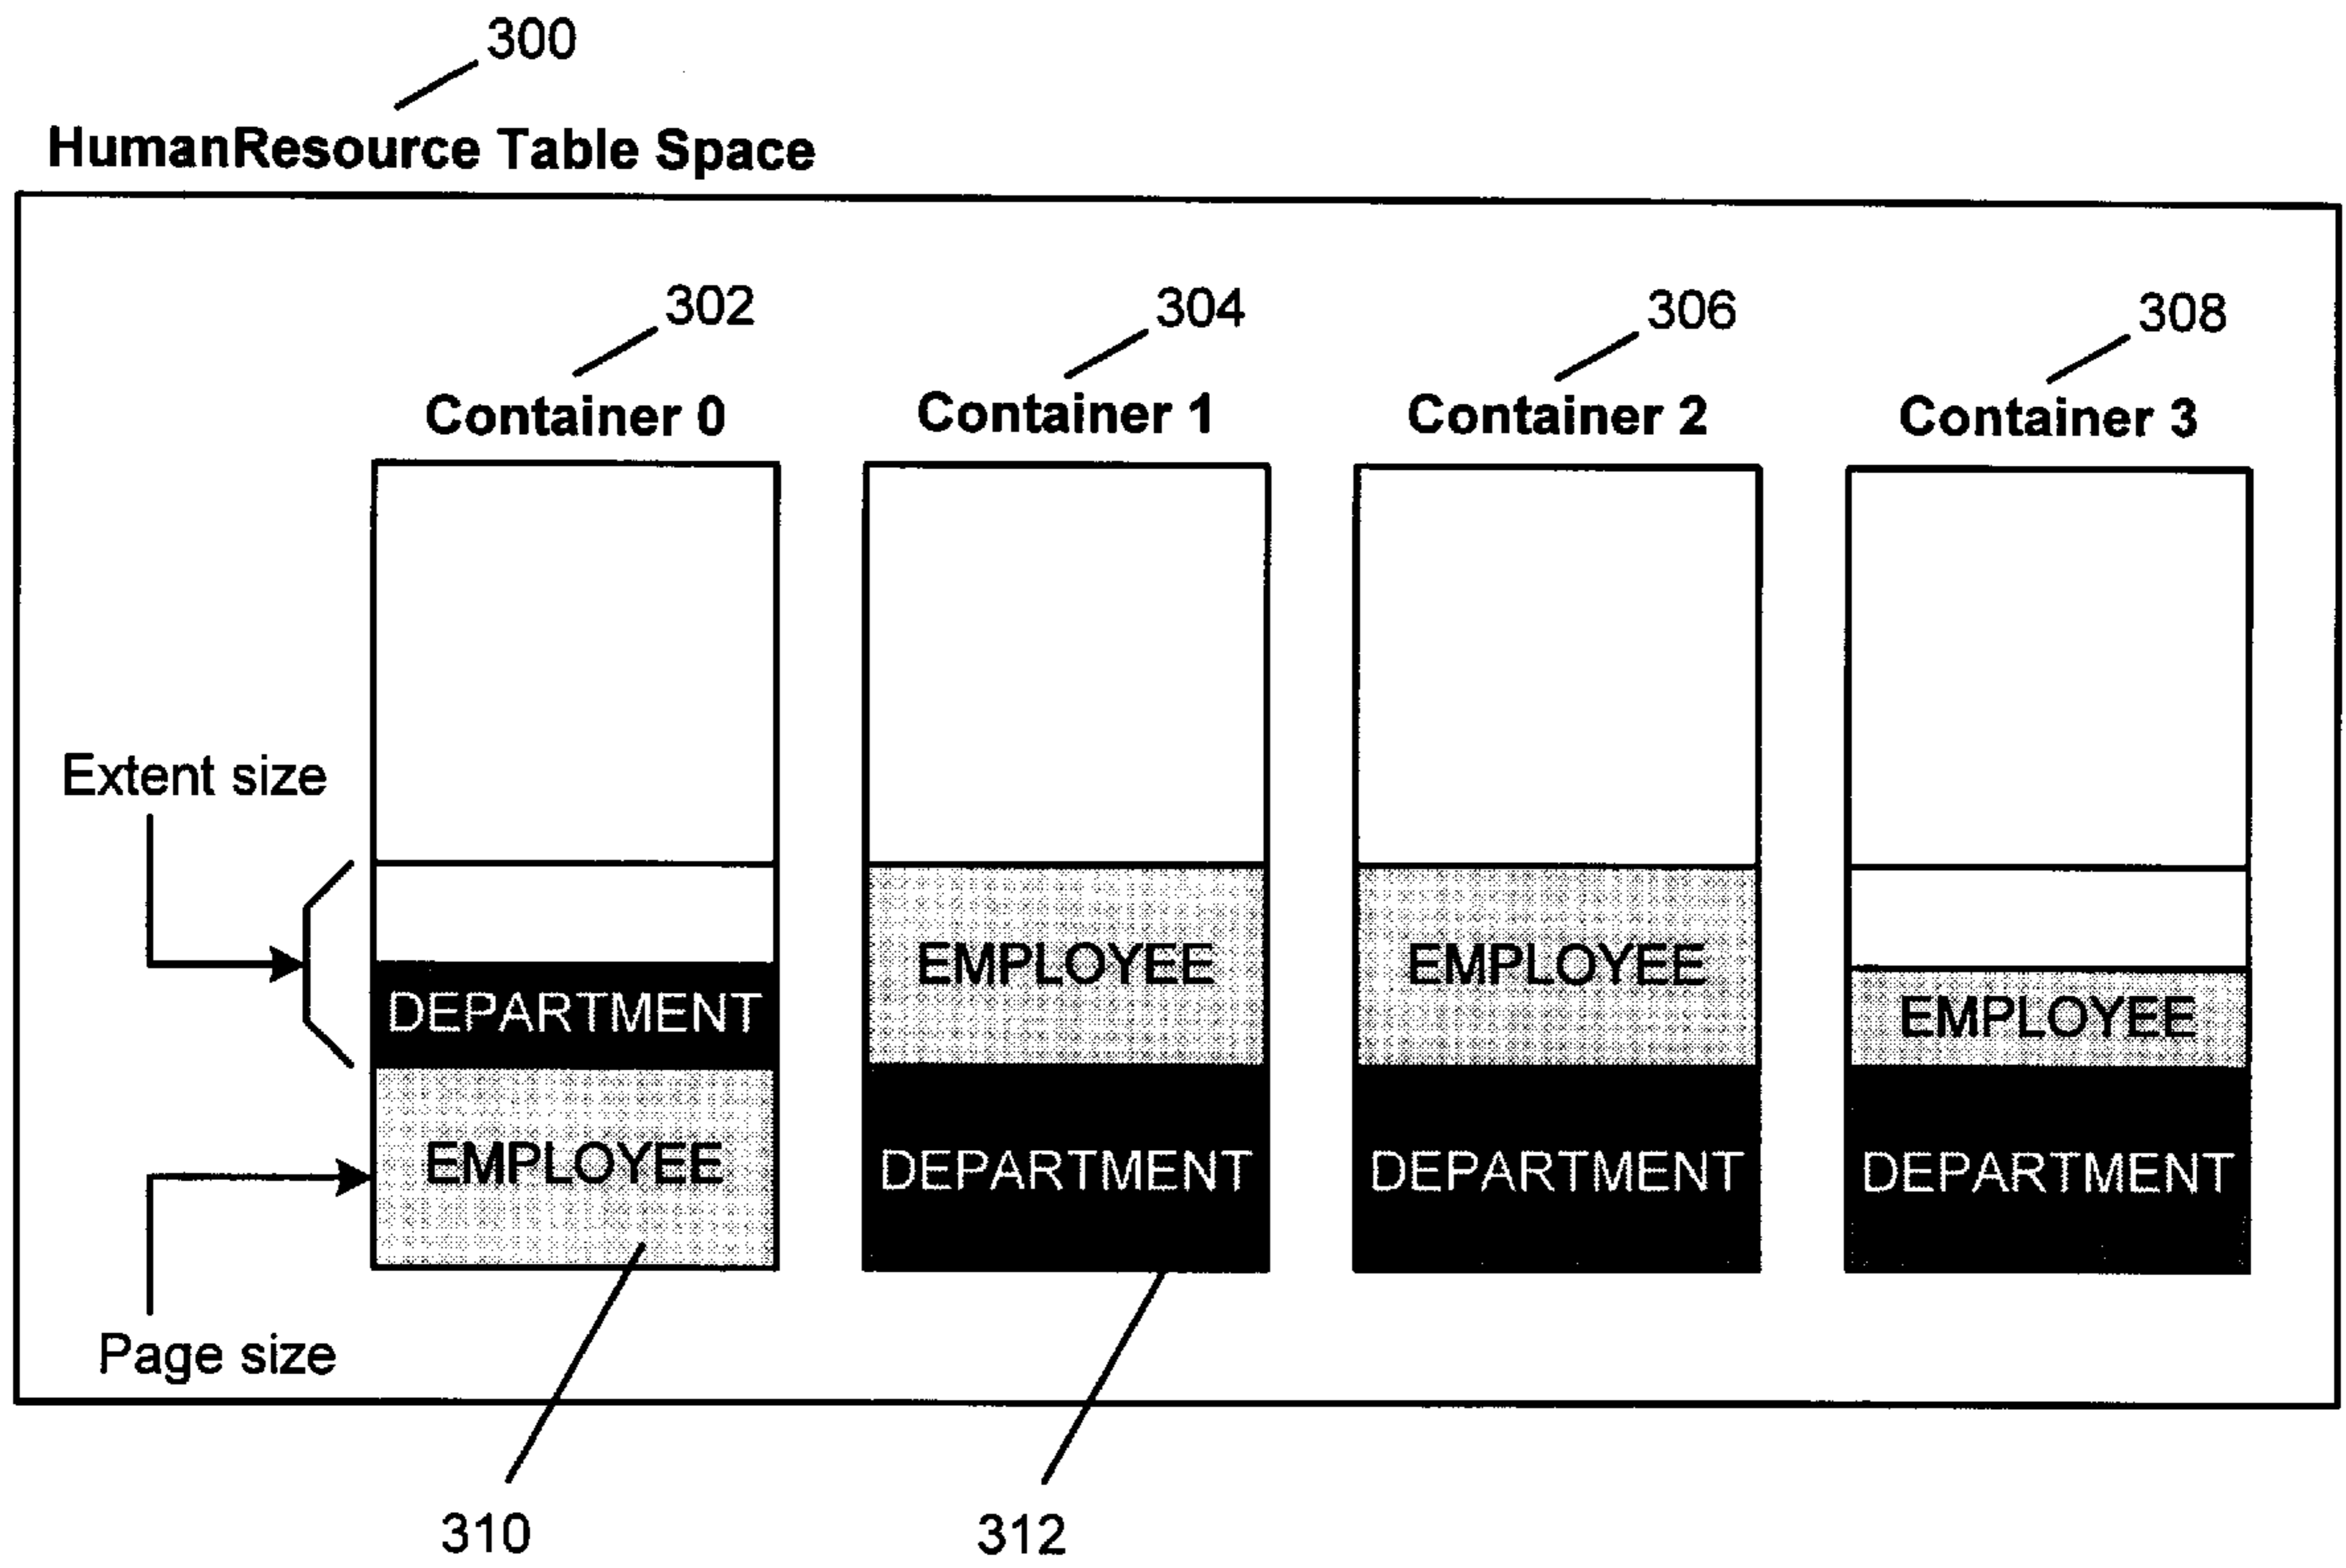 300
HumanResource Table Space
302 304 306 308
Container 0 Container 1 Container 2 Container 3
Extent size
EMPLOYEE EMPLOYEE
DEPARTMENT EMPLOYEE
EMPLOYEE DEPARTMENT DEPARTMENT DEPARTMENT
Page size
310 312